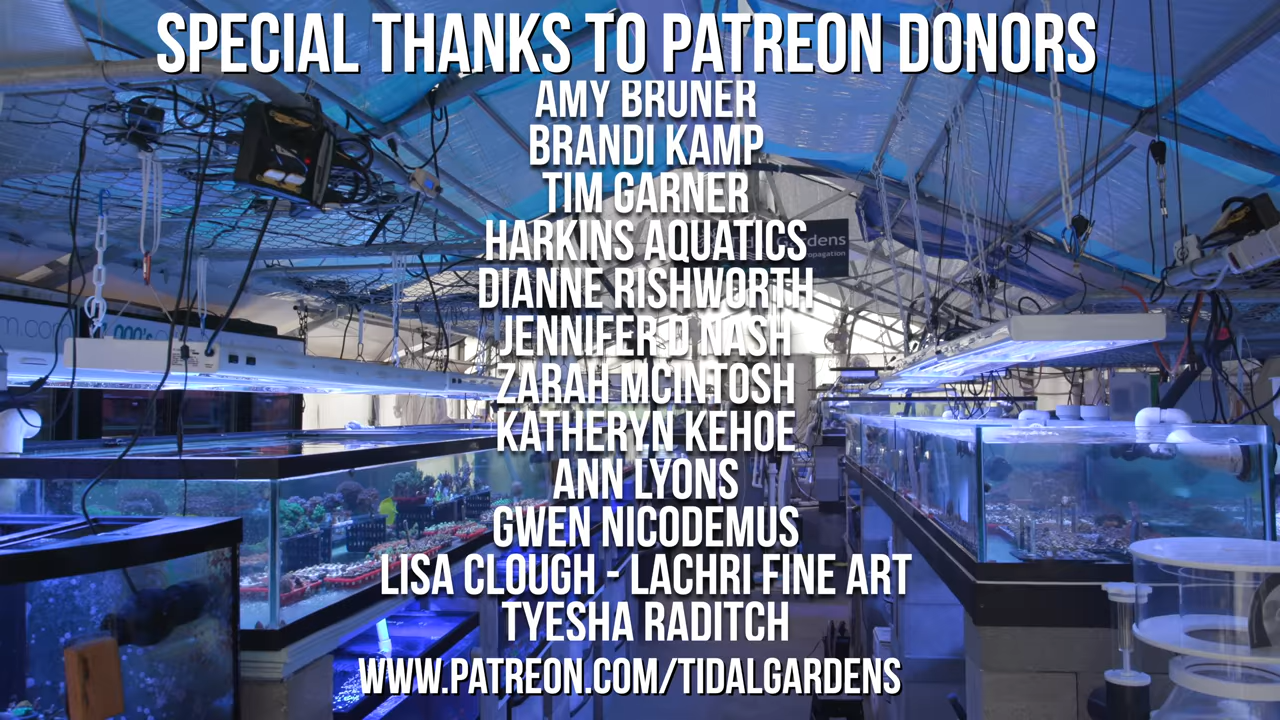 SPECIAL THANKS TO PATREON DONORS
AMY BRUNER
BRANDI KAMP
TIM GARNER
HARKINS AQUATICS
DIANNE RISHWORTH
JENNIFER D NASH
ZARAH MCINTOSH
KATHERYN KEHOE
ANN LYONS
GWEN NICODEMUS
LISA CLOUGH - LACHRI FINE ART
TYESHA RADITCH
WWW.PATREON.COM/TIDALGARDENS